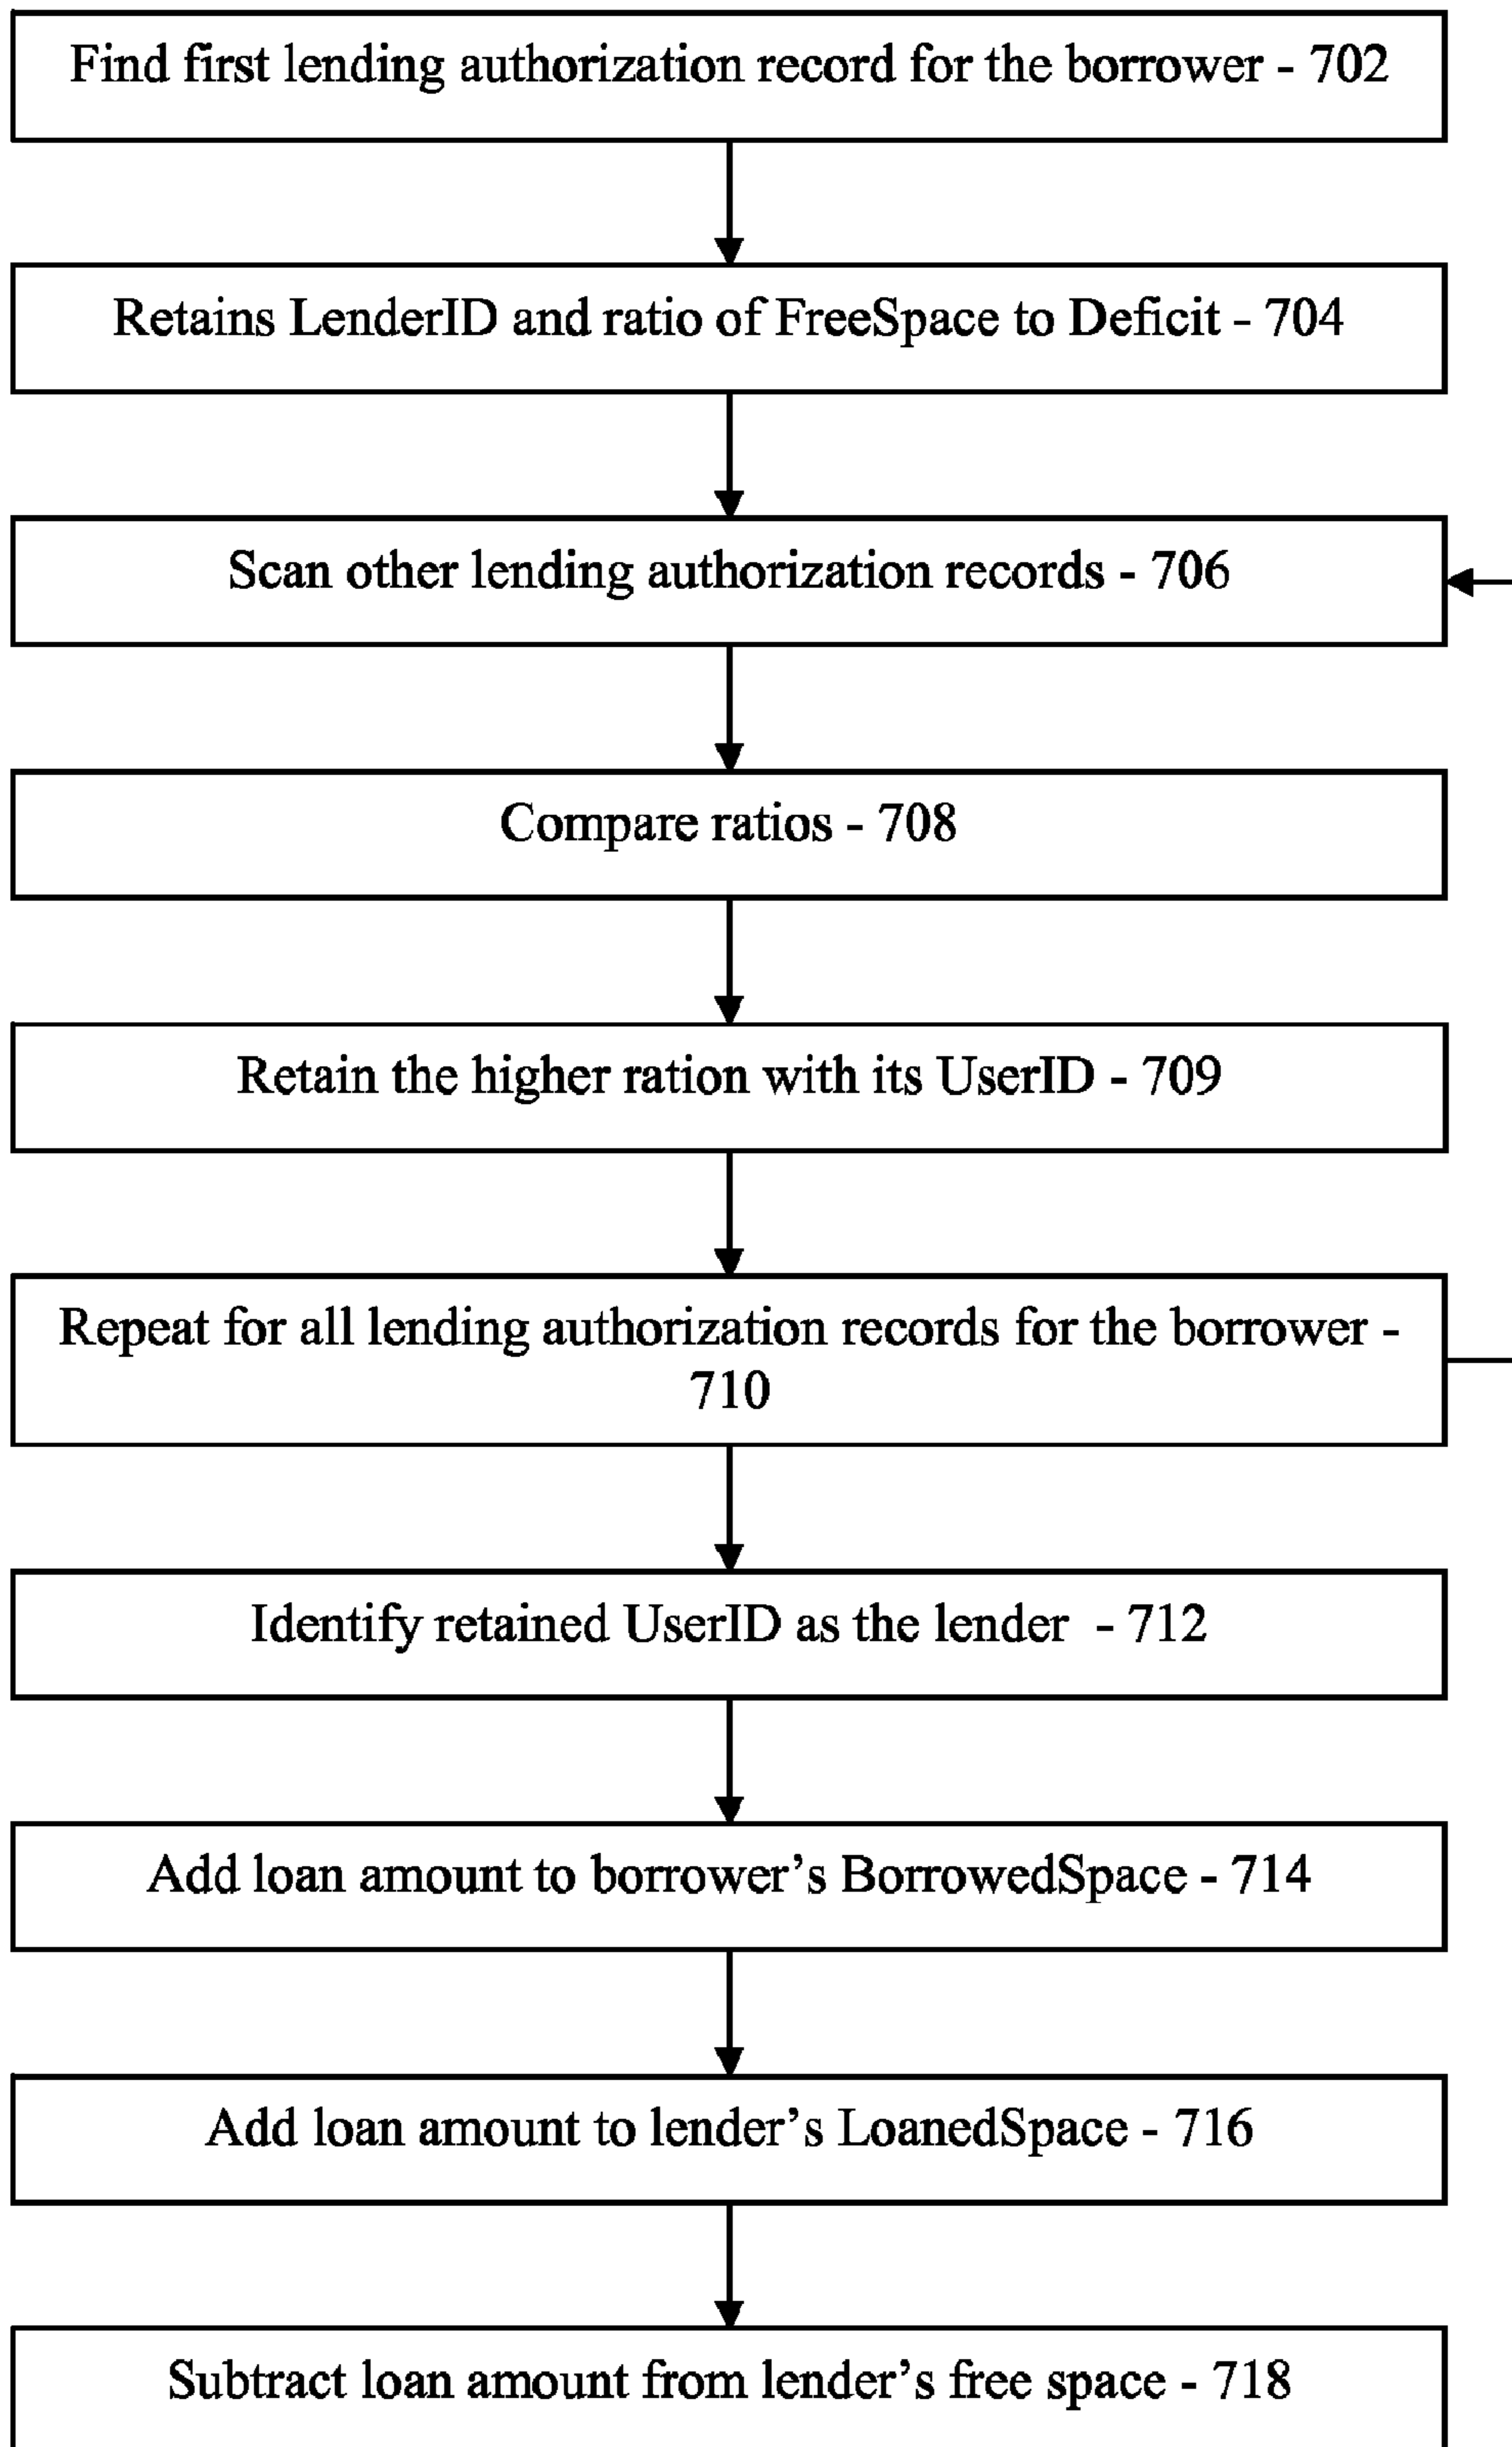 Find first lending authorization record for the borrower - 702
Retains LenderID and ratio of FreeSpace to Deficit - 704
Scan other lending authorization records - 706
Compare ratios - 708
Retain the higher ration with its UserID - 709
Repeat for all lending authorization records for the borrower -
710
Identify retained UserID as the lender  - 712
Add loan amount to borrower’s BorrowedSpace - 714
Add loan amount to lender’s LoanedSpace - 716
Subtract loan amount from lender’s free space - 718